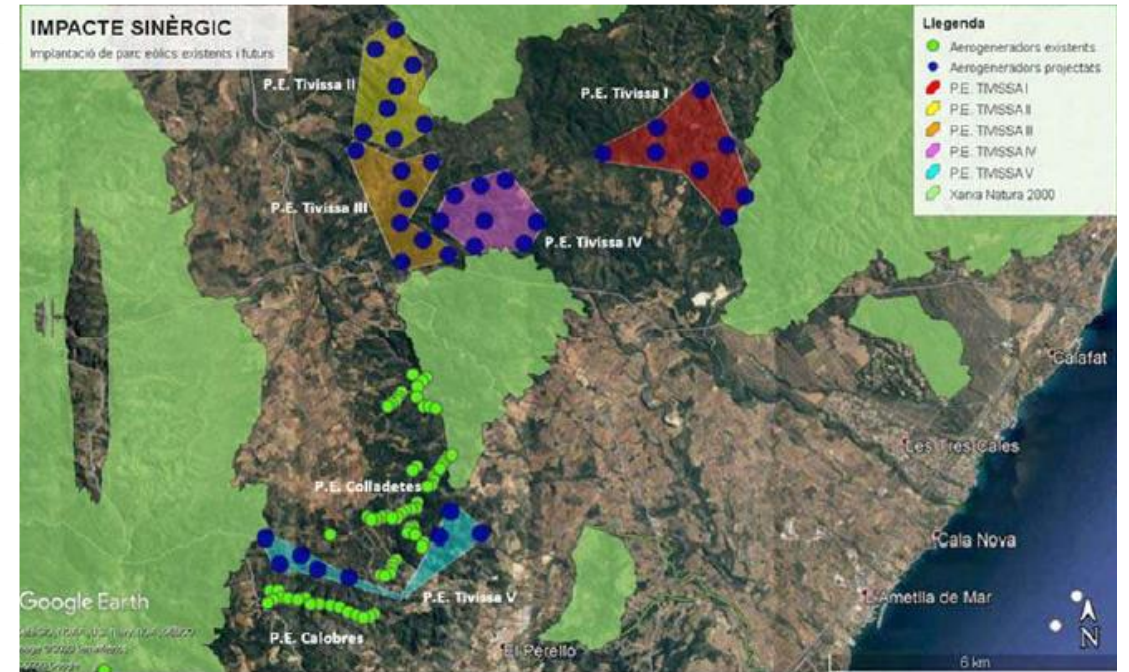 IMPACTE SINÈRGIC
Implantació de parc eòlics existents i futurs
Llegenda
Aerogeneradors existents
Aerogeneradors projectats
P.E. TIVISSA I
P.E. TIVISSA II
P.E. TIVISSA III
P.E. TIVISSA IV
P.E. TIVISSA V
Xarxa Natura 2000
P.E. Tivissa II
P.E. Tivissa I
P.E. Tivissa III
P.E. Tivissa IV
Calafat
Les Tres Cales
P.E. Colladetes
Cala Nova
P.E. Tivissa V
L'Ametlla de Mar
Google Earth
P.E. Calobres
El Perelló
N
6 km